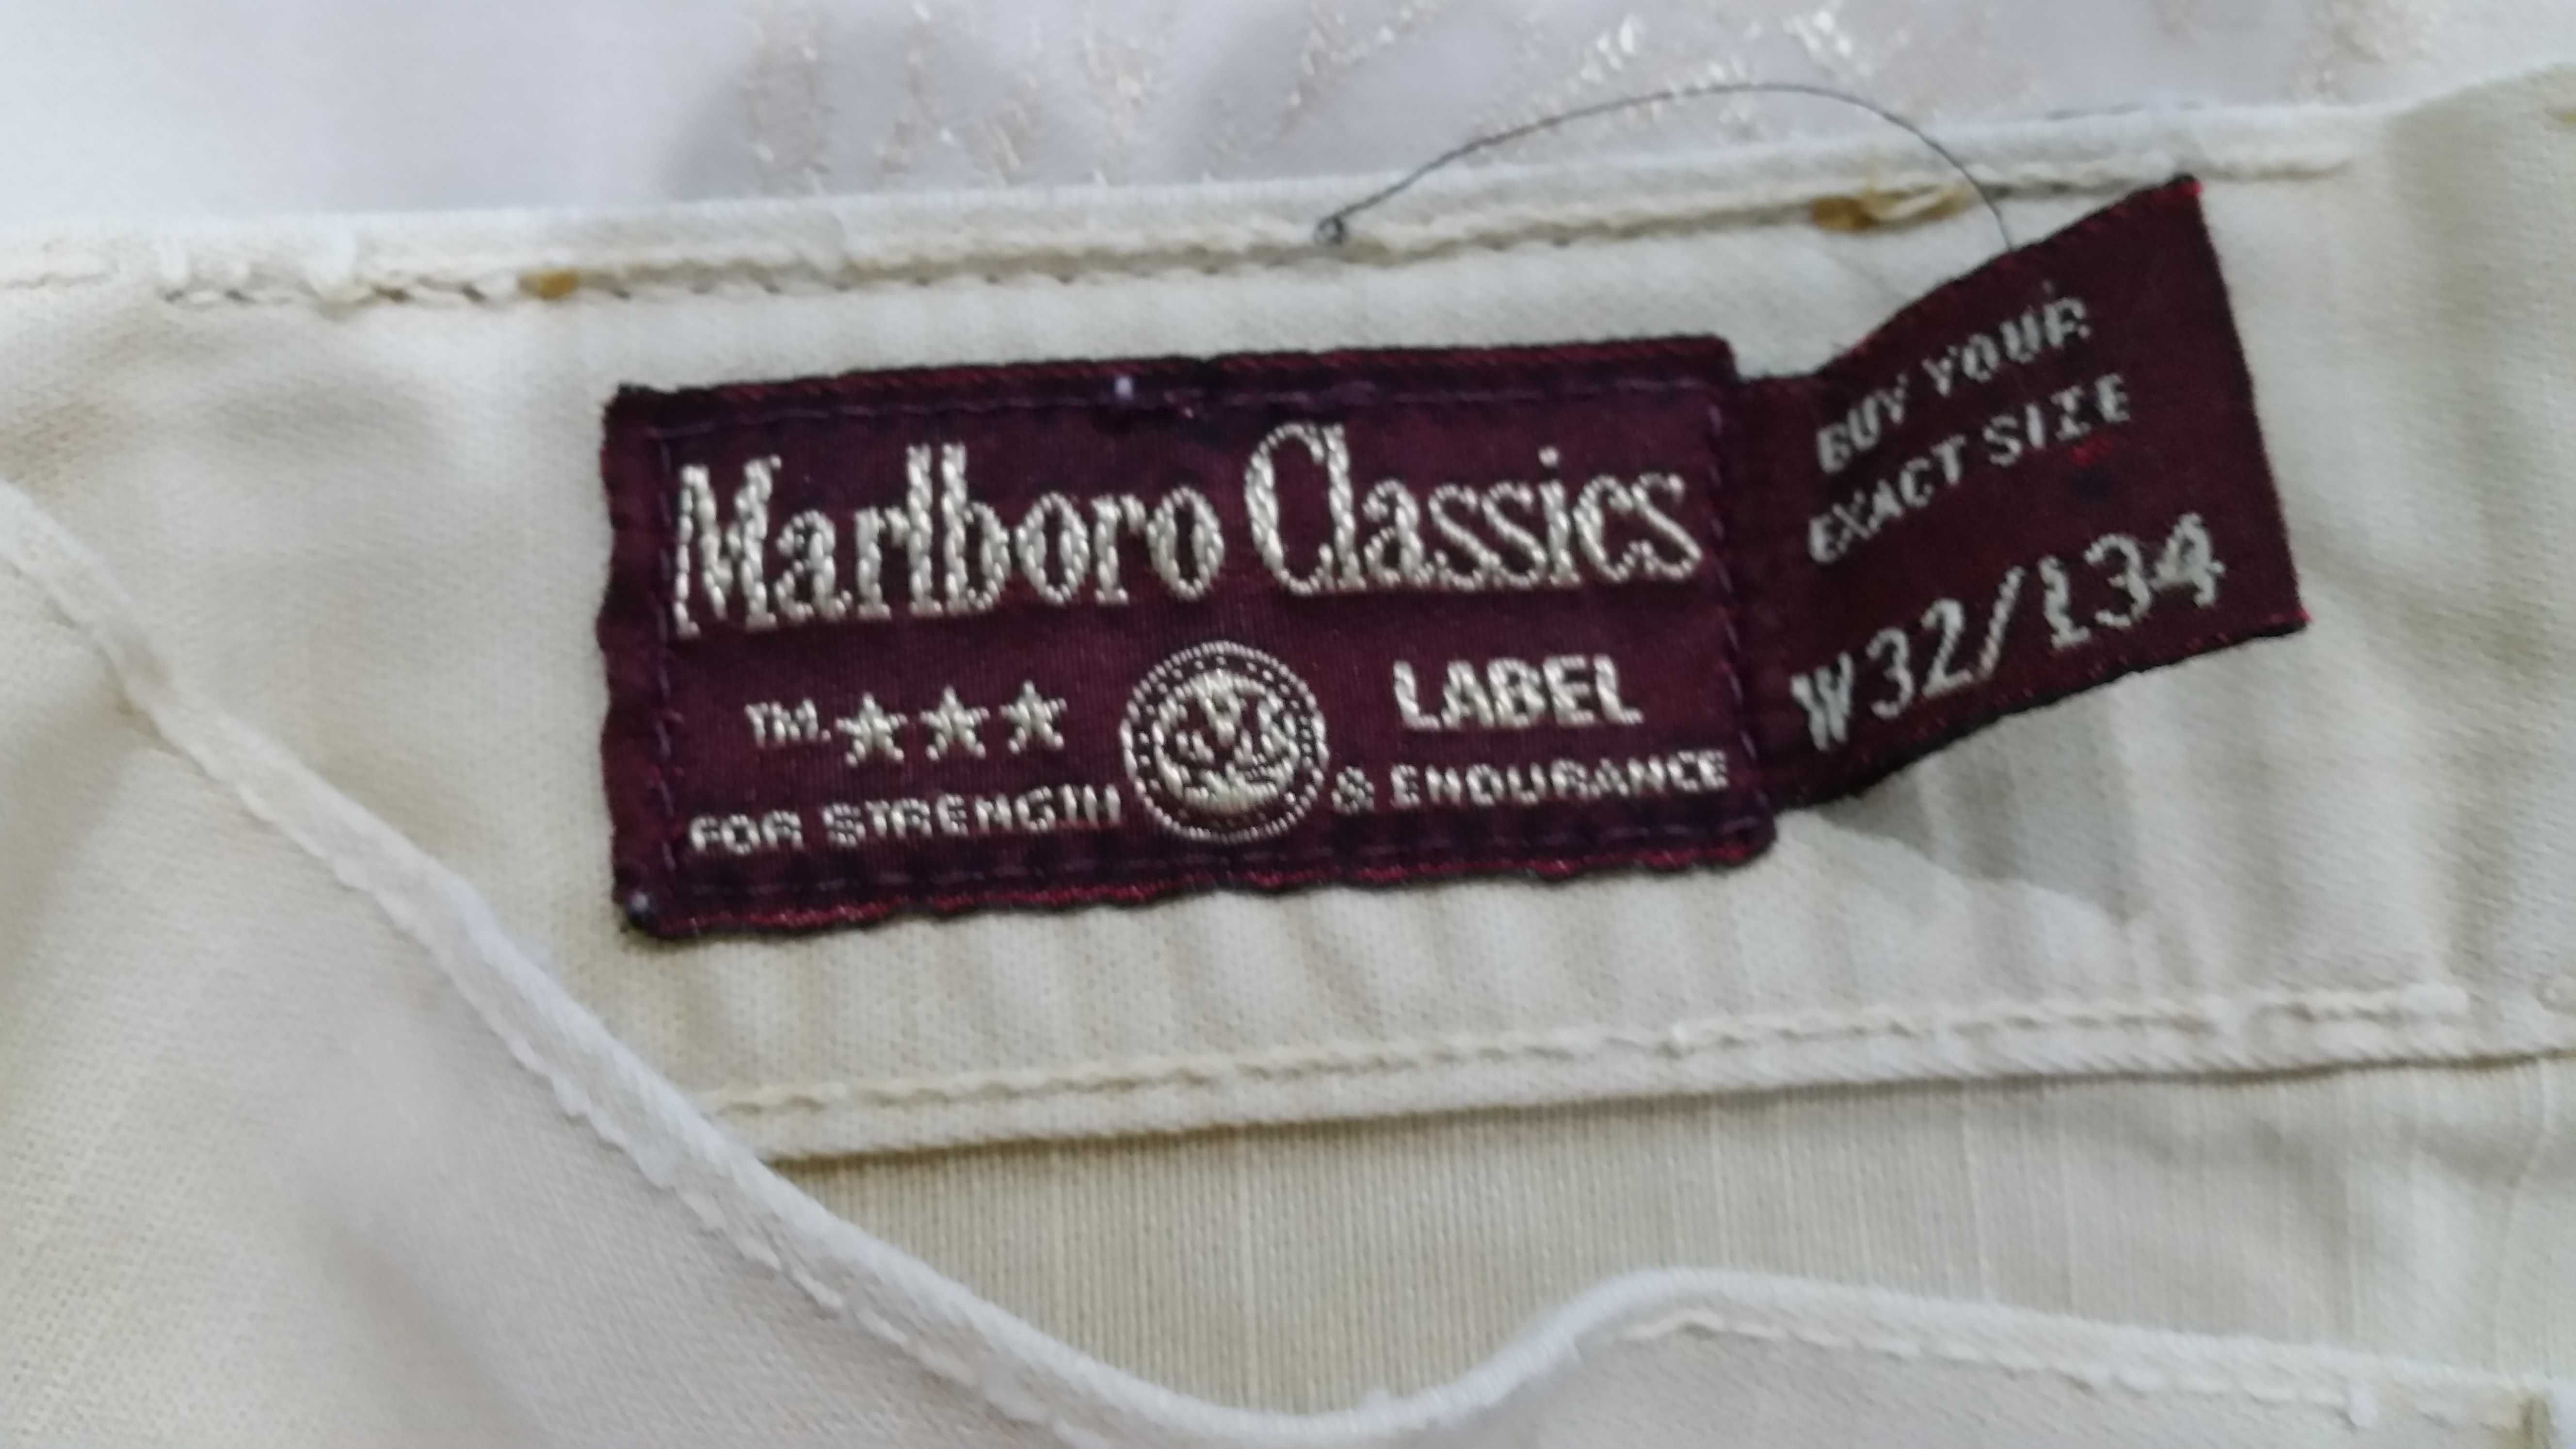 Marlboro Classics
TM. ★★★ LABEL
FOR STRENGTH & ENDURANCE
BUY YOUR
EXACT SIZE
W32/L34